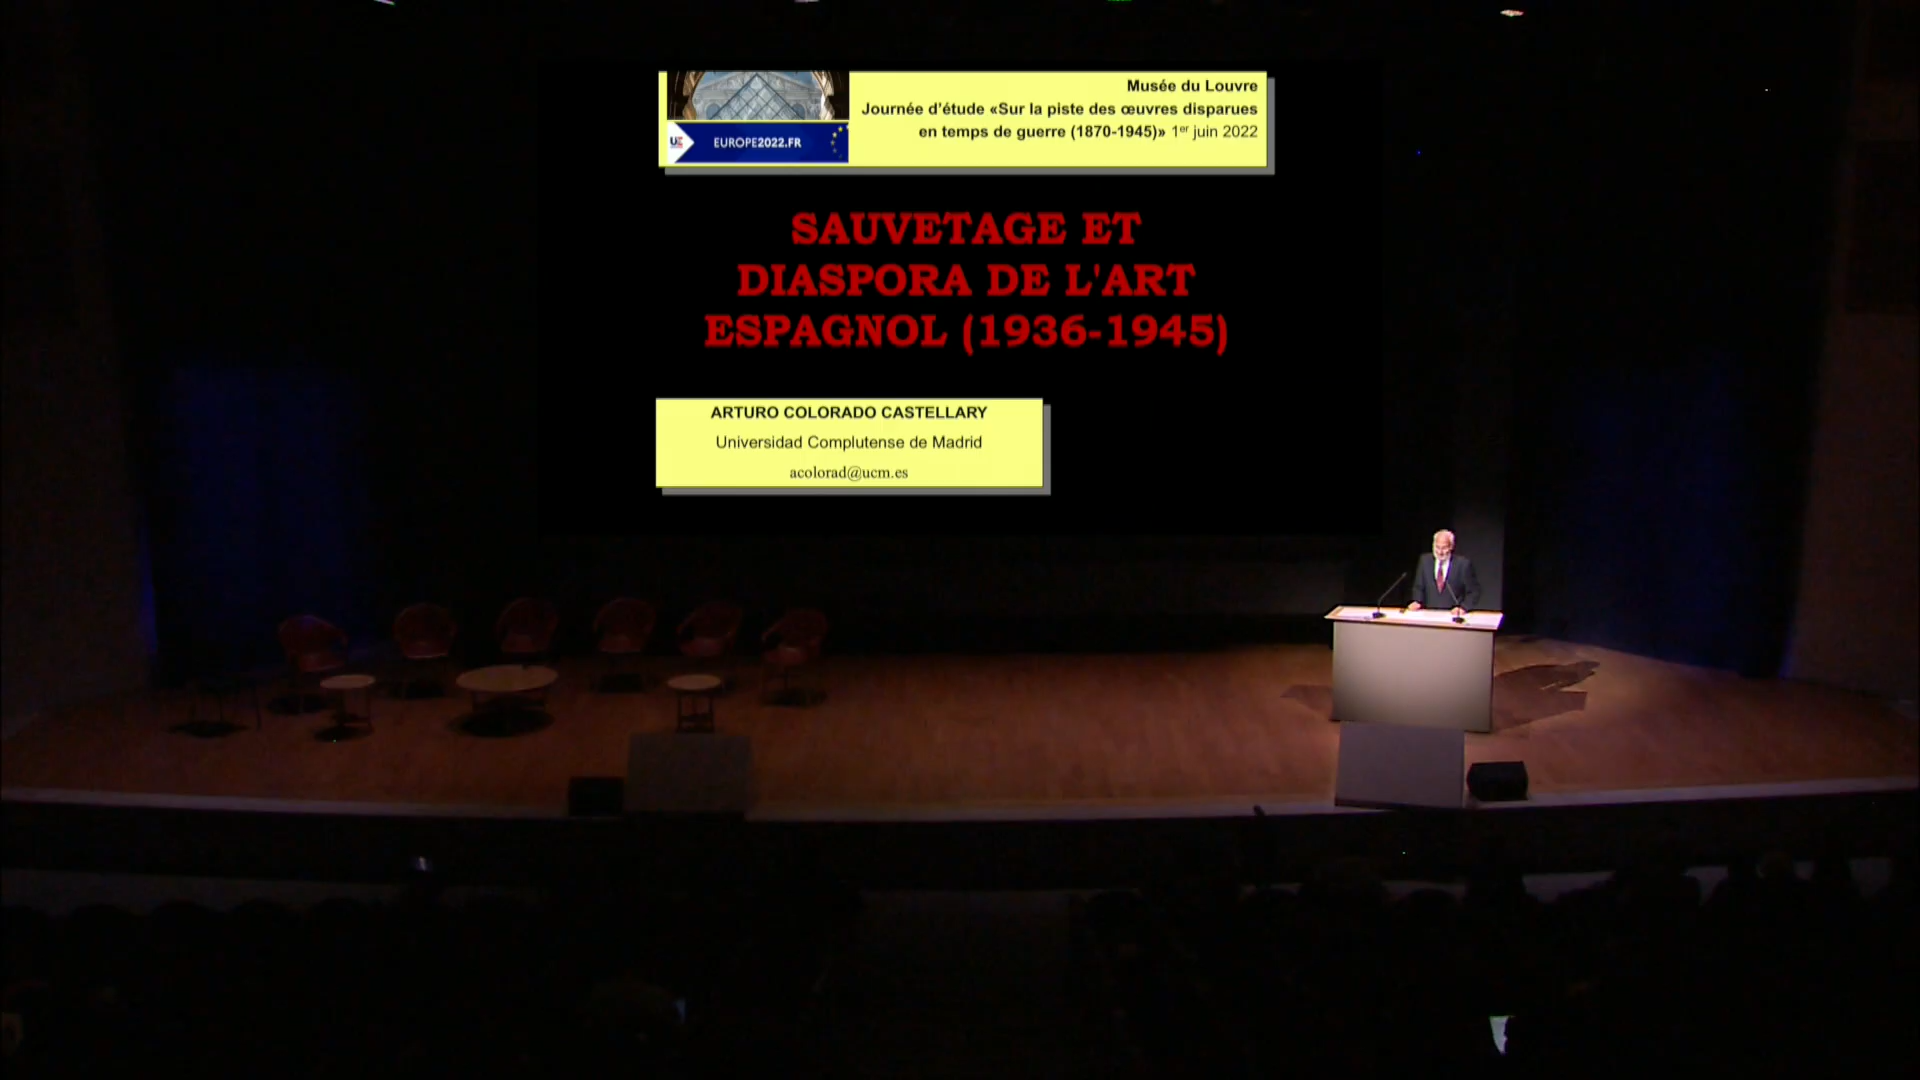 Musée du Louvre
Journée d'étude «Sur la piste des œuvres disparues
en temps de guerre (1870-1945)» 1er juin 2022
UE
EUROPE2022.FR
SAUVETAGE ET
DIASPORA DE L'ART
ESPAGNOL (1936-1945)
ARTURO COLORADO CASTELLARY
Universidad Complutense de Madrid
acolorad@ucm.es